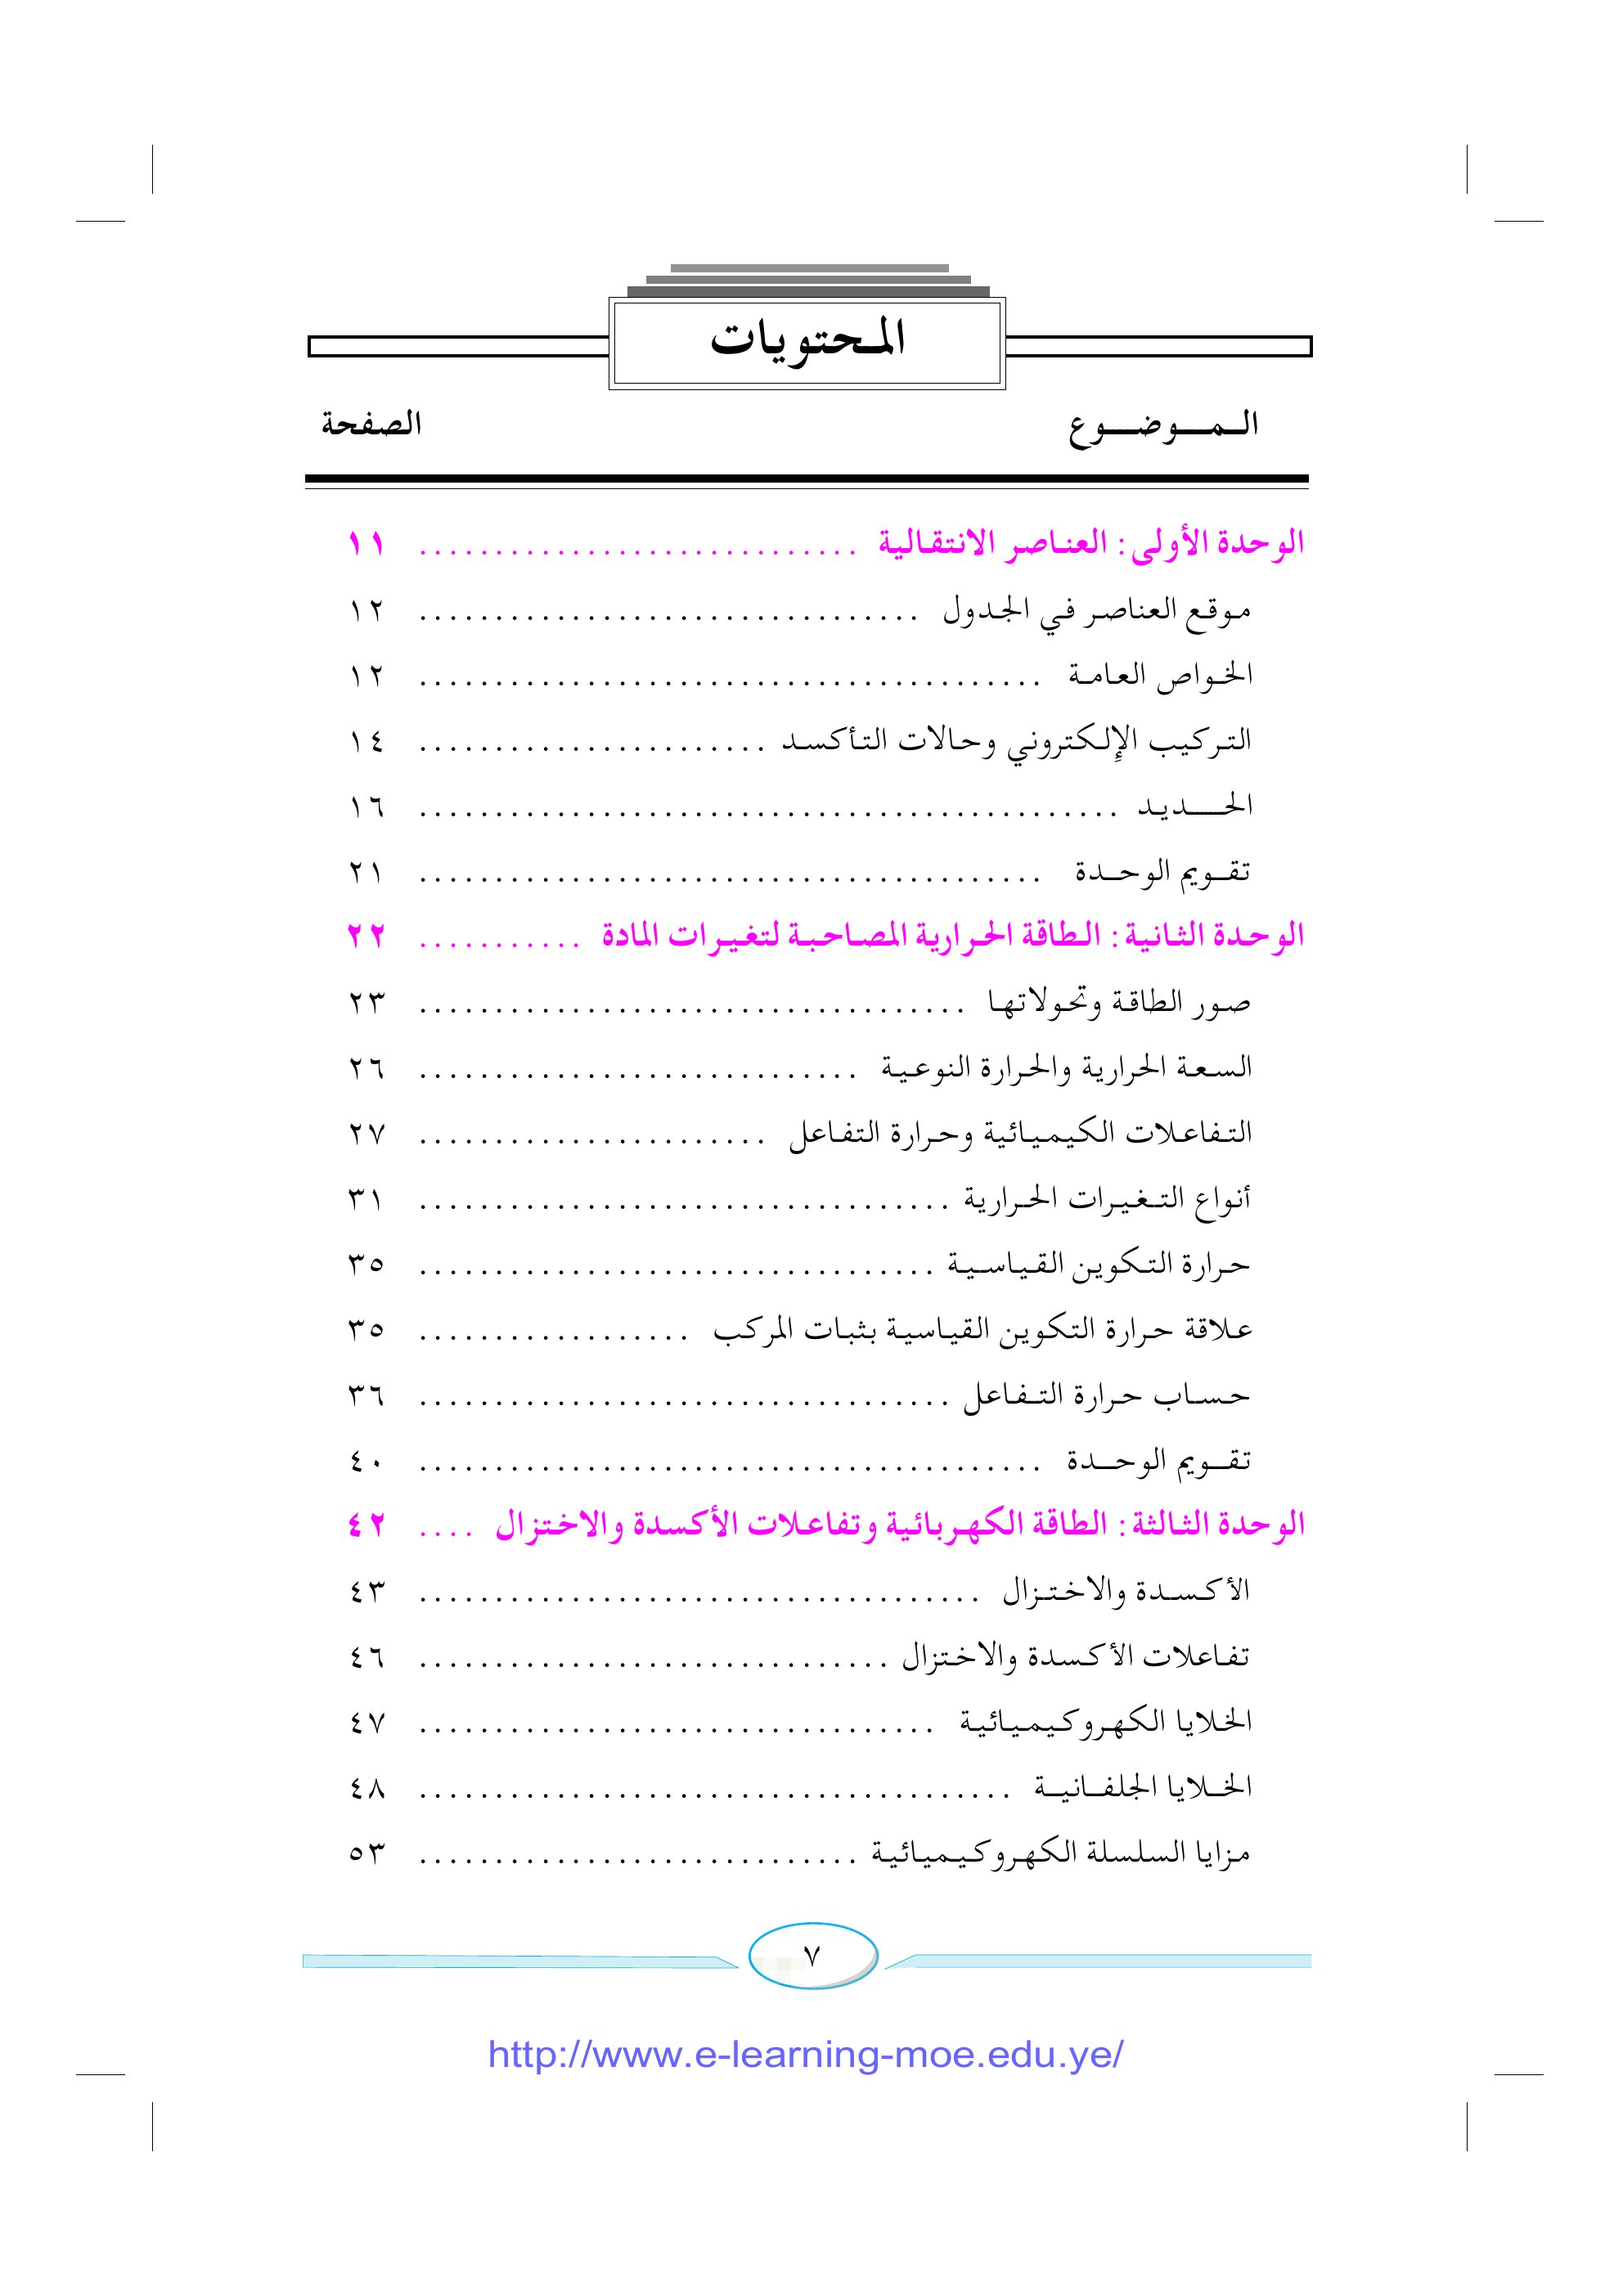 المحتويات
الموضوع الصفحة
الوحدة الأولى: العناصر الانتقالية .............................. ١١
موقع العناصر في الجدول ................................. ١٢
الخواص العامة ......................................... ١٢
التركيب الإلكتروني وحالات التأكسد ....................... ١٤
الحديد .............................................. ١٦
تقويم الوحدة ......................................... ٢١
الوحدة الثانية: الطاقة الحرارية المصاحبة لتغيرات المادة ........... ٢٢
صور الطاقة وتحولاتها .................................... ٢٣
السعة الحرارية والحرارة النوعية ............................. ٢٦
التفاعلات الكيميائية وحرارة التفاعل ....................... ٢٧
أنواع التغيرات الحرارية ................................... ٣١
حرارة التكوين القياسية .................................. ٣٥
علاقة حرارة التكوين القياسية بثبات المركب .................. ٣٥
حساب حرارة التفاعل ................................... ٣٦
تقويم الوحدة ......................................... ٤٠
الوحدة الثالثة: الطاقة الكهربائية وتفاعلات الأكسدة والاختزال .... ٤٢
الأكسدة والاختزال ..................................... ٤٣
تفاعلات الأكسدة والاختزال ............................... ٤٦
الخلايا الكهروكيميائية .................................. ٤٧
الخلايا الجلفانية ....................................... ٤٨
مزايا السلسلة الكهروكيميائية ............................. ٥٣
٧
http://www.e-learning-moe.edu.ye/